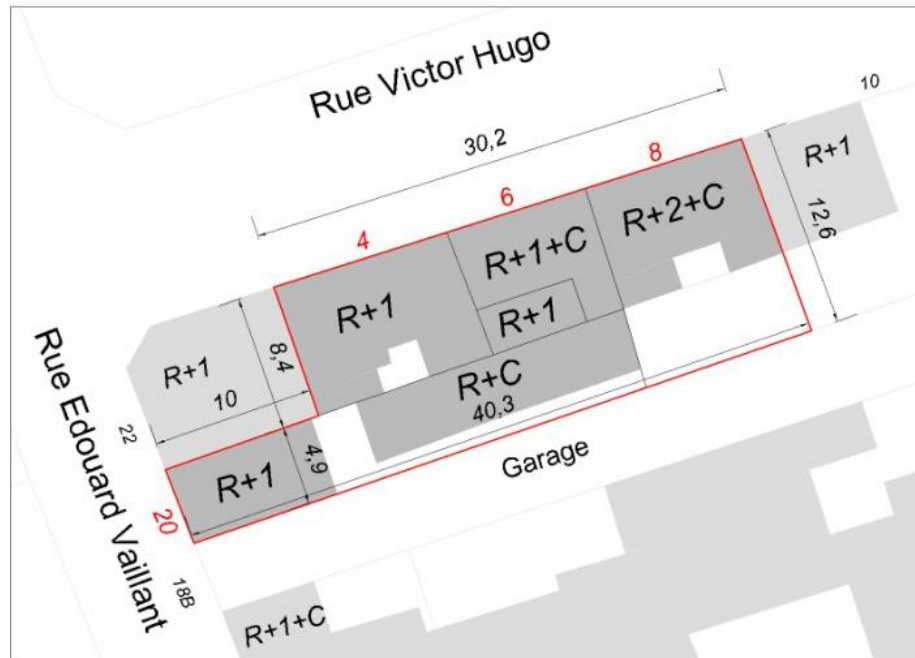 Rue Victor Hugo
10
30,2
8
R+1
6
12,6
4
R+2+C
R+1+C
R+1
R+1
8,4
R+1
R+C
10
40,3
22
4,9
Garage
R+1
20
Rue Edouard Vaillant
18B
R+1+C